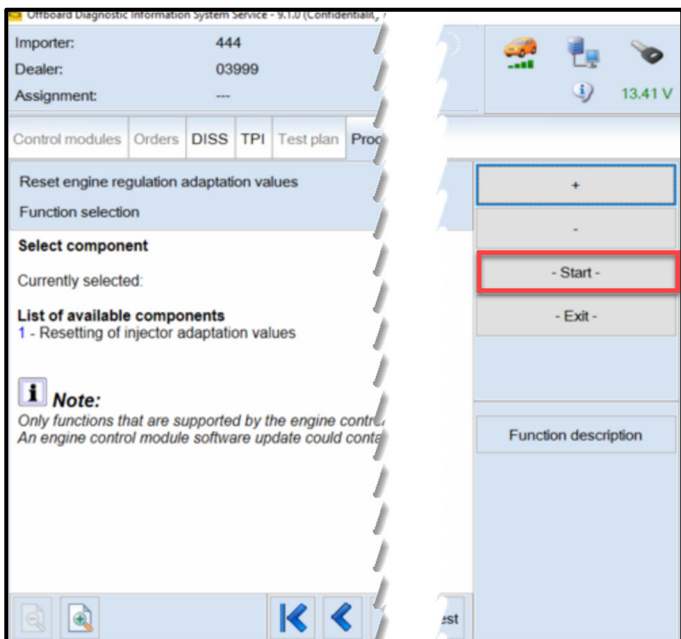 Offboard Diagnostic Information System Service - 9.1.0 (Confidentialit
Importer: 444
Dealer: 03999
Assignment: ---
13.41 V
Control modules Orders DISS TPI Test plan
Reset engine regulation adaptation values
Function selection
Select component
Currently selected:
List of available components
1 - Resetting of injector adaptation values
Note:
Only functions that are supported by the engine
An engine control module software update could
+
-
- Start -
- Exit -
Function description